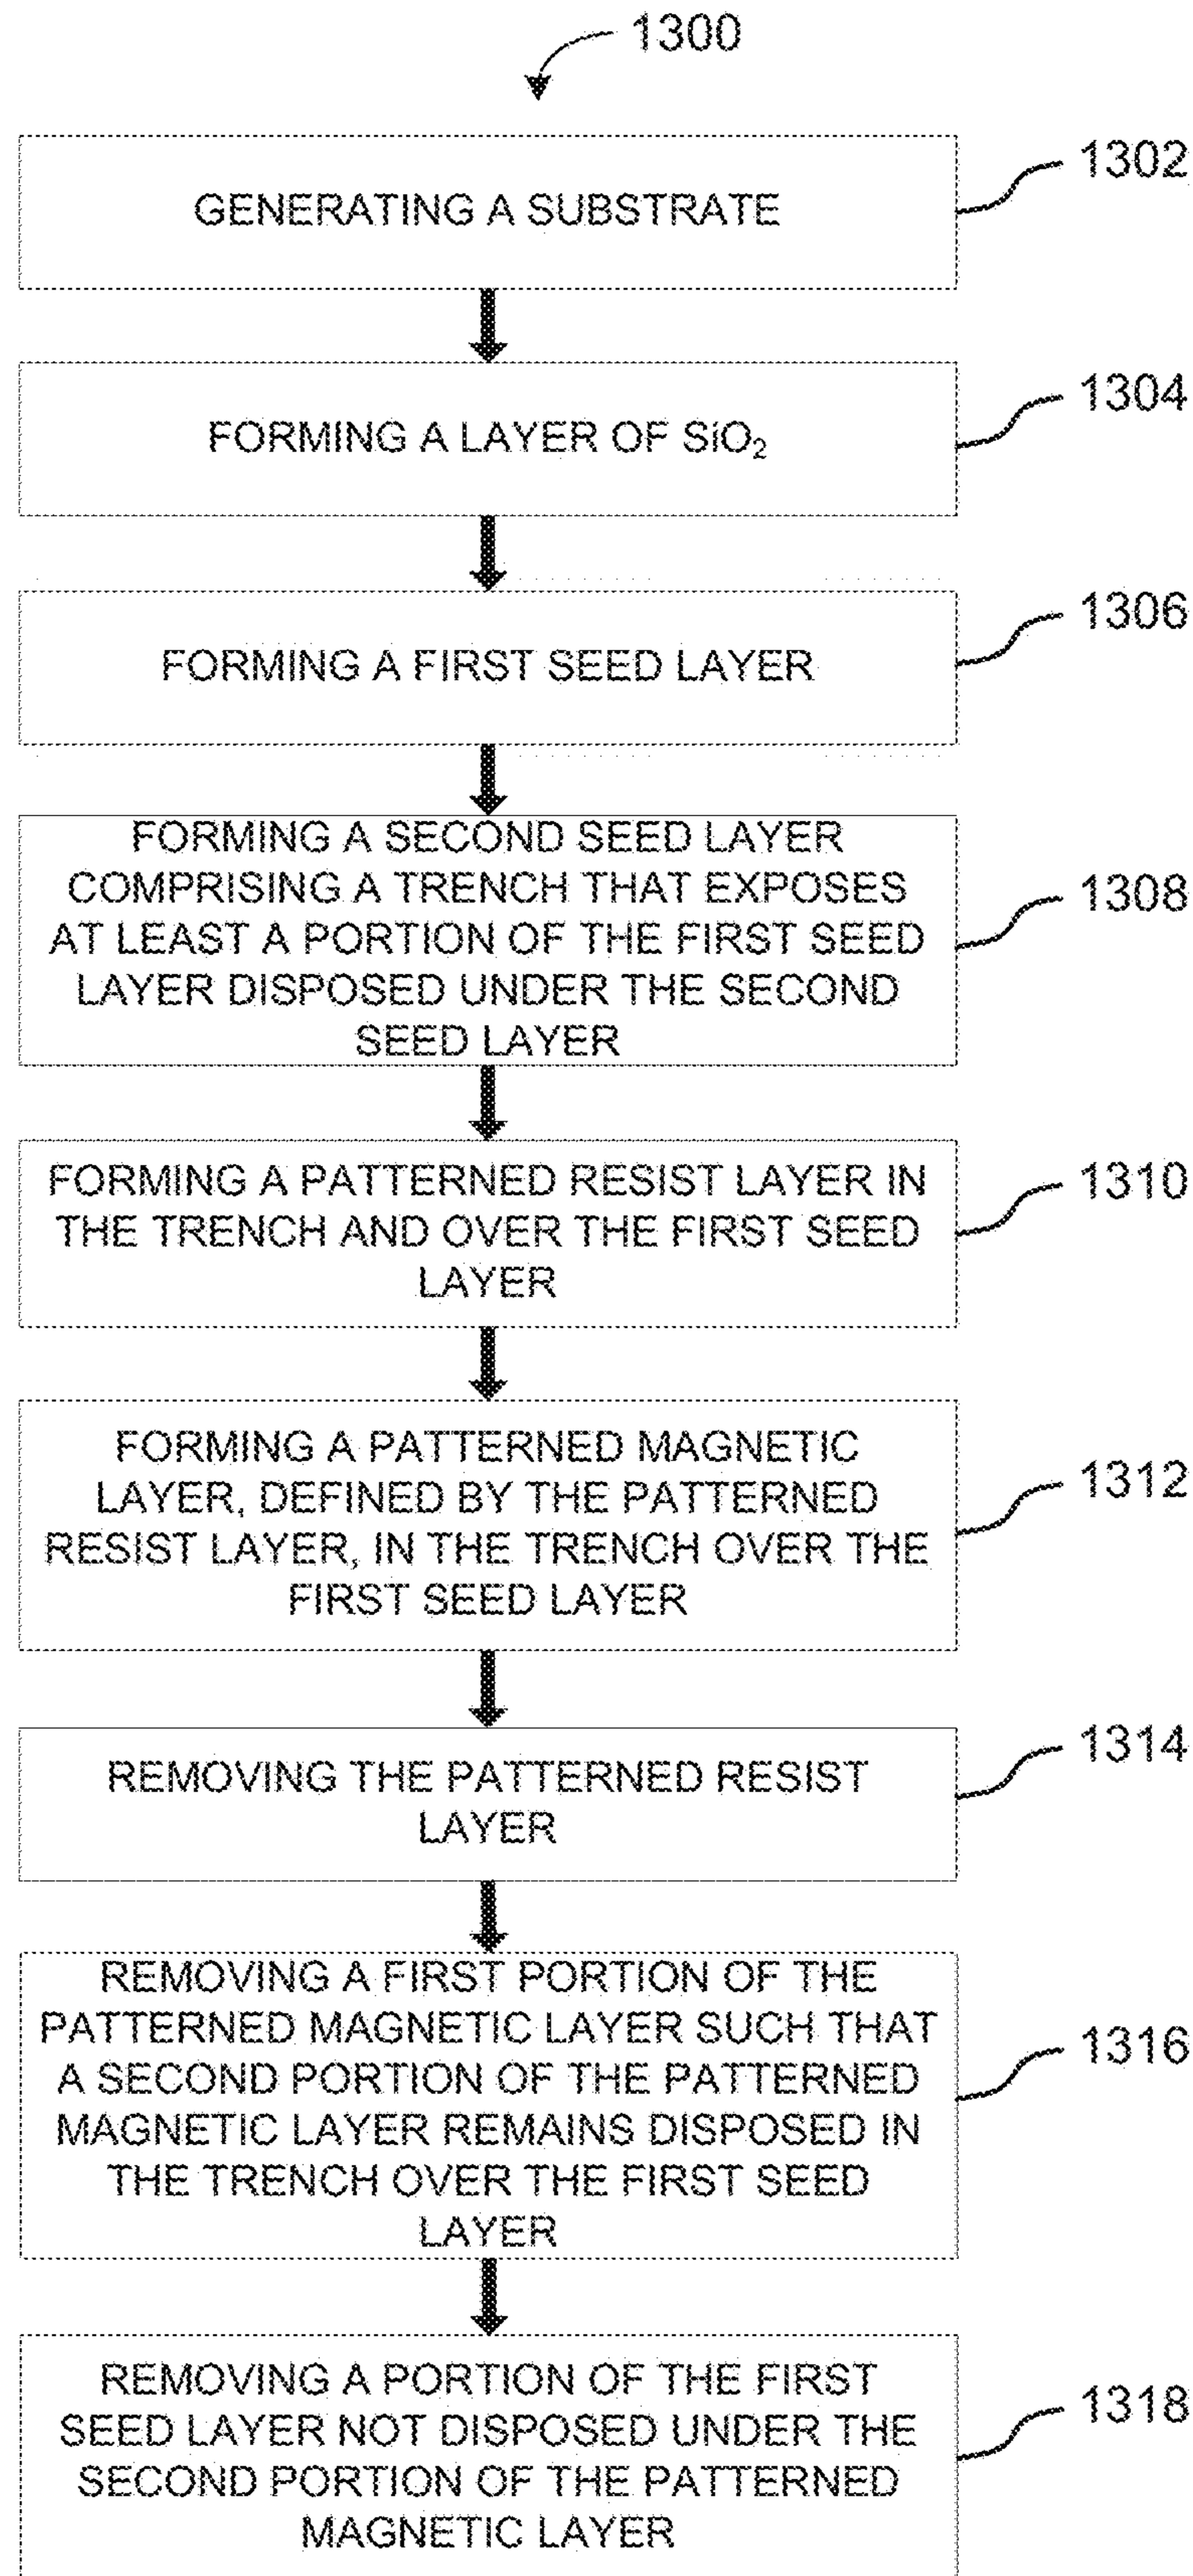 1300
GENERATING A SUBSTRATE
1302
FORMING A LAYER OF SiO₂
1304
FORMING A FIRST SEED LAYER
1306
FORMING A SECOND SEED LAYER
COMPRISING A TRENCH THAT EXPOSES
AT LEAST A PORTION OF THE FIRST SEED
LAYER DISPOSED UNDER THE SECOND
SEED LAYER
1308
FORMING A PATTERNED RESIST LAYER IN
THE TRENCH AND OVER THE FIRST SEED
LAYER
1310
FORMING A PATTERNED MAGNETIC
LAYER, DEFINED BY THE PATTERNED
RESIST LAYER, IN THE TRENCH OVER THE
FIRST SEED LAYER
1312
REMOVING THE PATTERNED RESIST
LAYER
1314
REMOVING A FIRST PORTION OF THE
PATTERNED MAGNETIC LAYER SUCH THAT
A SECOND PORTION OF THE PATTERNED
MAGNETIC LAYER REMAINS DISPOSED IN
THE TRENCH OVER THE FIRST SEED
LAYER
1316
REMOVING A PORTION OF THE FIRST
SEED LAYER NOT DISPOSED UNDER THE
SECOND PORTION OF THE PATTERNED
MAGNETIC LAYER
1318